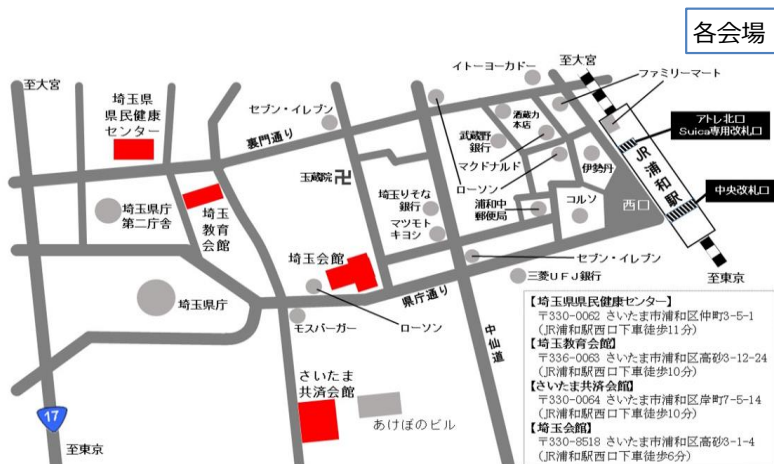 各会場
至大宮
埼玉県
県民健康
センター
セブン・イレブン
裏門通り
イトーヨーカドー
至大宮
ファミリーマート
酒蔵力
本店
武蔵野
銀行
マクドナルド
ローソン
伊勢丹
アトレ北口
Suica専用改札口
JR浦和駅
中央改札口
玉蔵院
卍
埼玉りそな
銀行
マツモト
キヨシ
浦和中
郵便局
コルソ
西口
埼玉県庁
第二庁舎
埼玉
教育
会館
埼玉会館
セブン・イレブン
三菱UFJ銀行
至東京
埼玉県庁
県庁通り
モスバーガー
ローソン
中仙道
さいたま
共済会館
あけぼのビル
17
至東京
【埼玉県県民健康センター】
〒330-0062 さいたま市浦和区仲町3-5-1
(JR浦和駅西口下車徒歩11分)
【埼玉教育会館】
〒336-0063 さいたま市浦和区高砂3-12-24
(JR浦和駅西口下車徒歩10分)
【さいたま共済会館】
〒330-0064 さいたま市浦和区岸町7-5-14
(JR浦和駅西口下車徒歩10分)
【埼玉会館】
〒330-8518 さいたま市浦和区高砂3-1-4
(JR浦和駅西口下車徒歩6分)